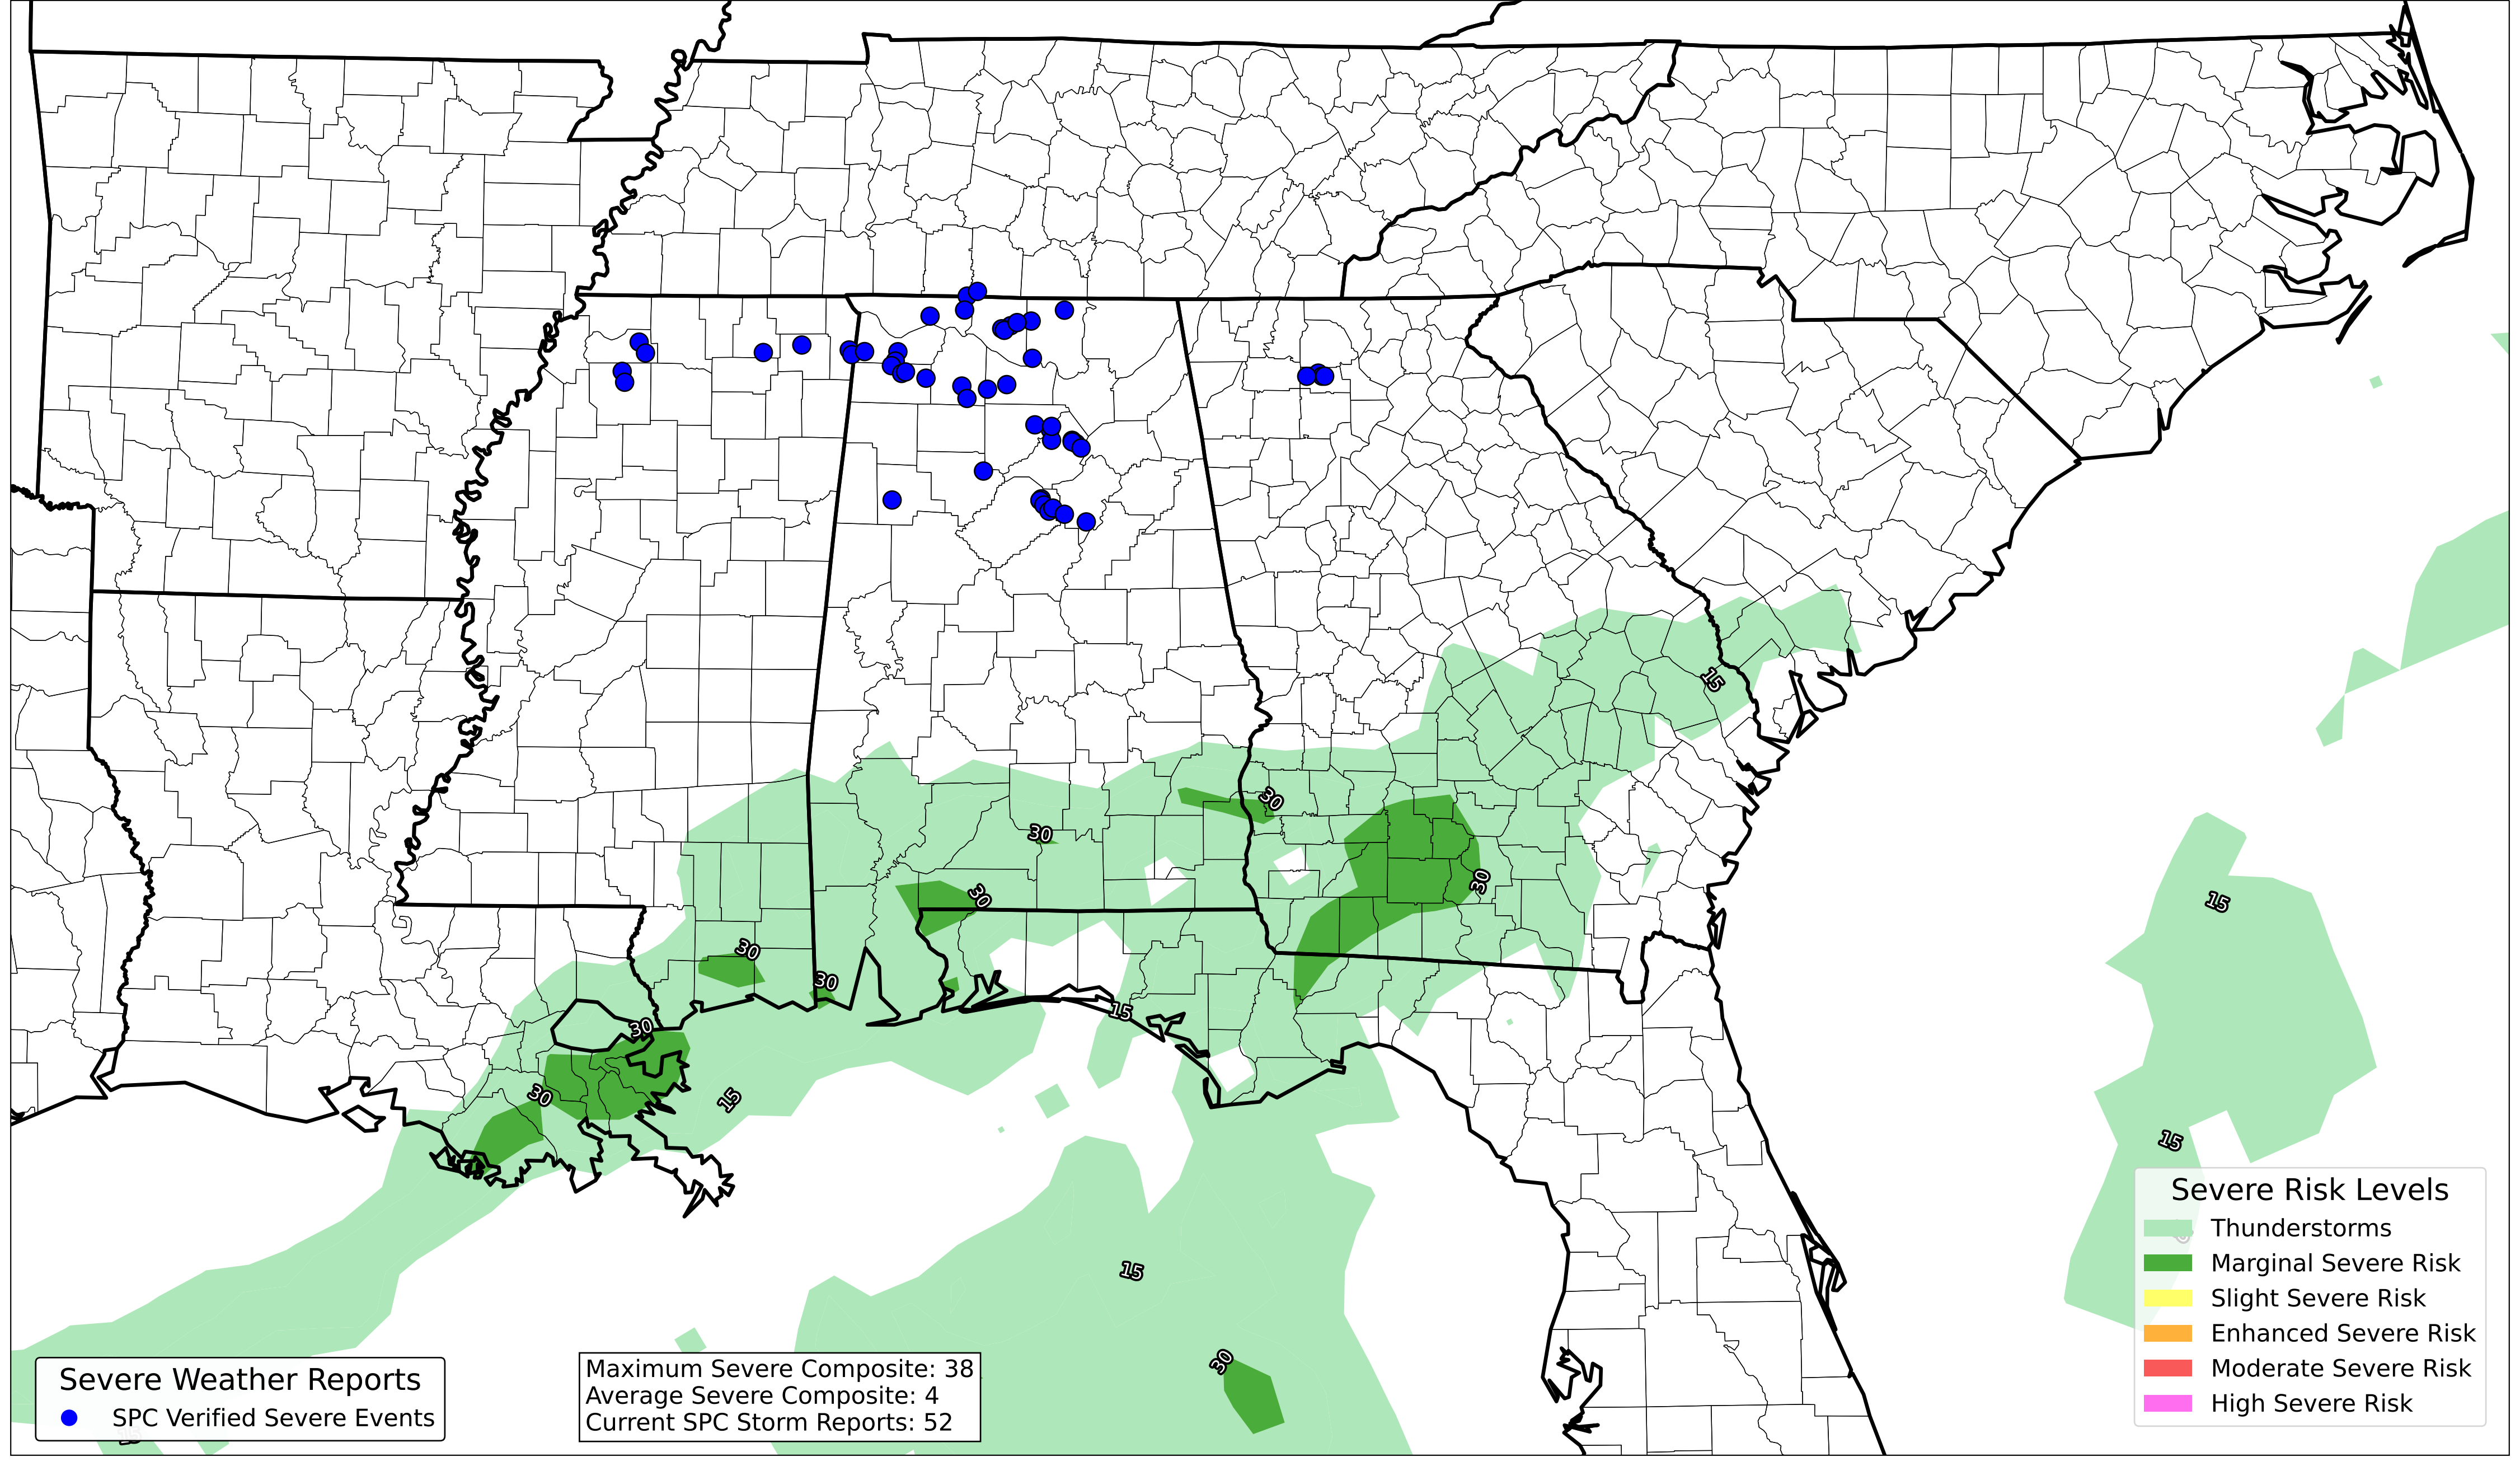 15
30
30
30
30
15
30
30
15
30
30
15
15
15
15
30
Severe Risk Levels
Thunderstorms
Marginal Severe Risk
Slight Severe Risk
Enhanced Severe Risk
Moderate Severe Risk
High Severe Risk
Severe Weather Reports
SPC Verified Severe Events
Maximum Severe Composite: 38
Average Severe Composite: 4
Current SPC Storm Reports: 52